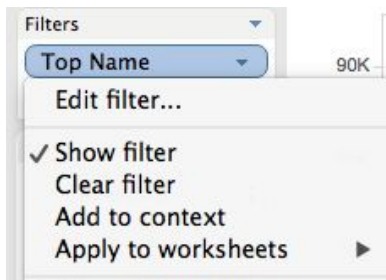 Filters
Top Name
90K
Edit filter...
Show filter
Clear filter
Add to context
Apply to worksheets